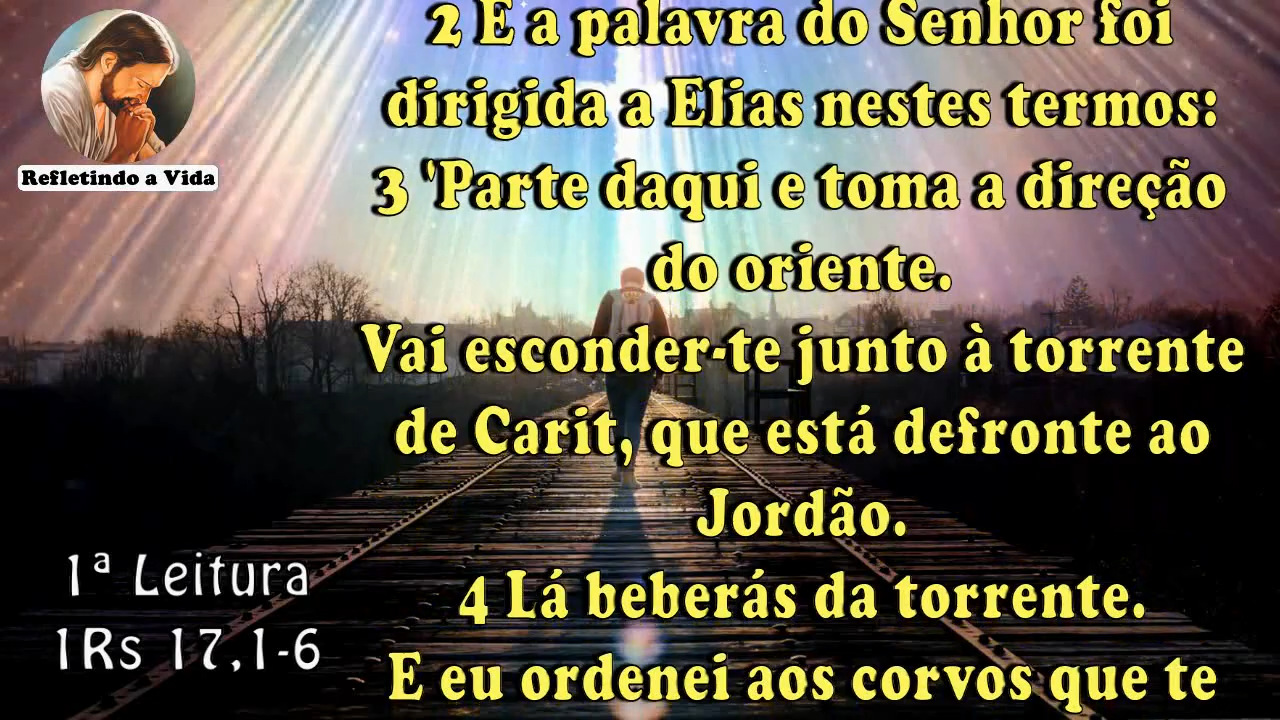 2 E a palavra do Senhor foi
dirigida a Elias nestes termos:
3 'Parte daqui e toma a direção
do oriente.
Vai esconder-te junto à torrente
de Carit, que está defronte ao
Jordão.
4 Lá beberás da torrente.
E eu ordenei aos corvos que te
Refletindo a Vida
1ª Leitura
1Rs 17,1-6